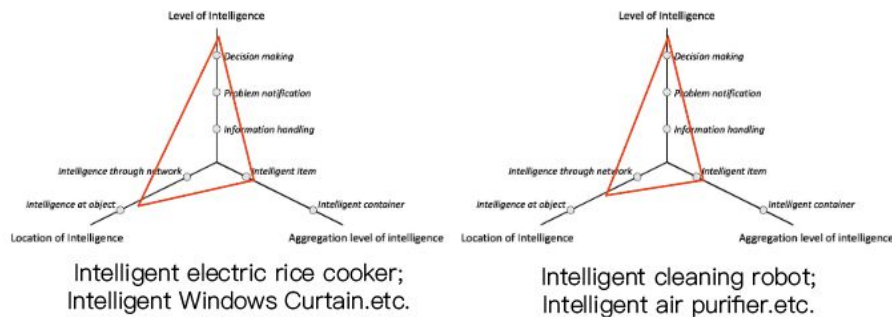 Level of Intelligence
Decision making
Problem notification
Information handling
Intelligence through network
Intelligent item
Intelligence at object
Intelligent container
Location of Intelligence
Aggregation level of intelligence
Intelligent electric rice cooker;
Intelligent Windows Curtain.etc.
Level of Intelligence
Decision making
Problem notification
Information handling
Intelligence through network
Intelligent item
Intelligence at object
Intelligent container
Location of Intelligence
Aggregation level of intelligence
Intelligent cleaning robot;
Intelligent air purifier.etc.